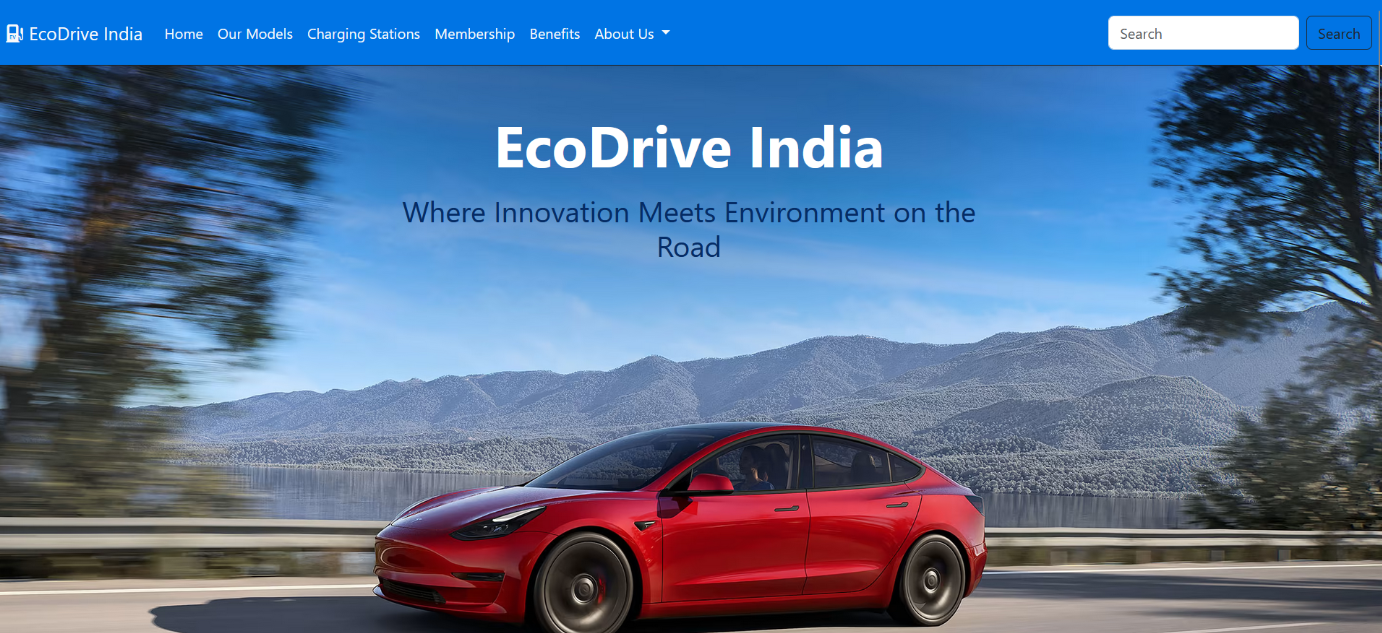 EcoDrive India
Home
Our Models
Charging Stations
Membership
Benefits
About Us
Search
Search
EcoDrive India
Where Innovation Meets Environment on the
Road